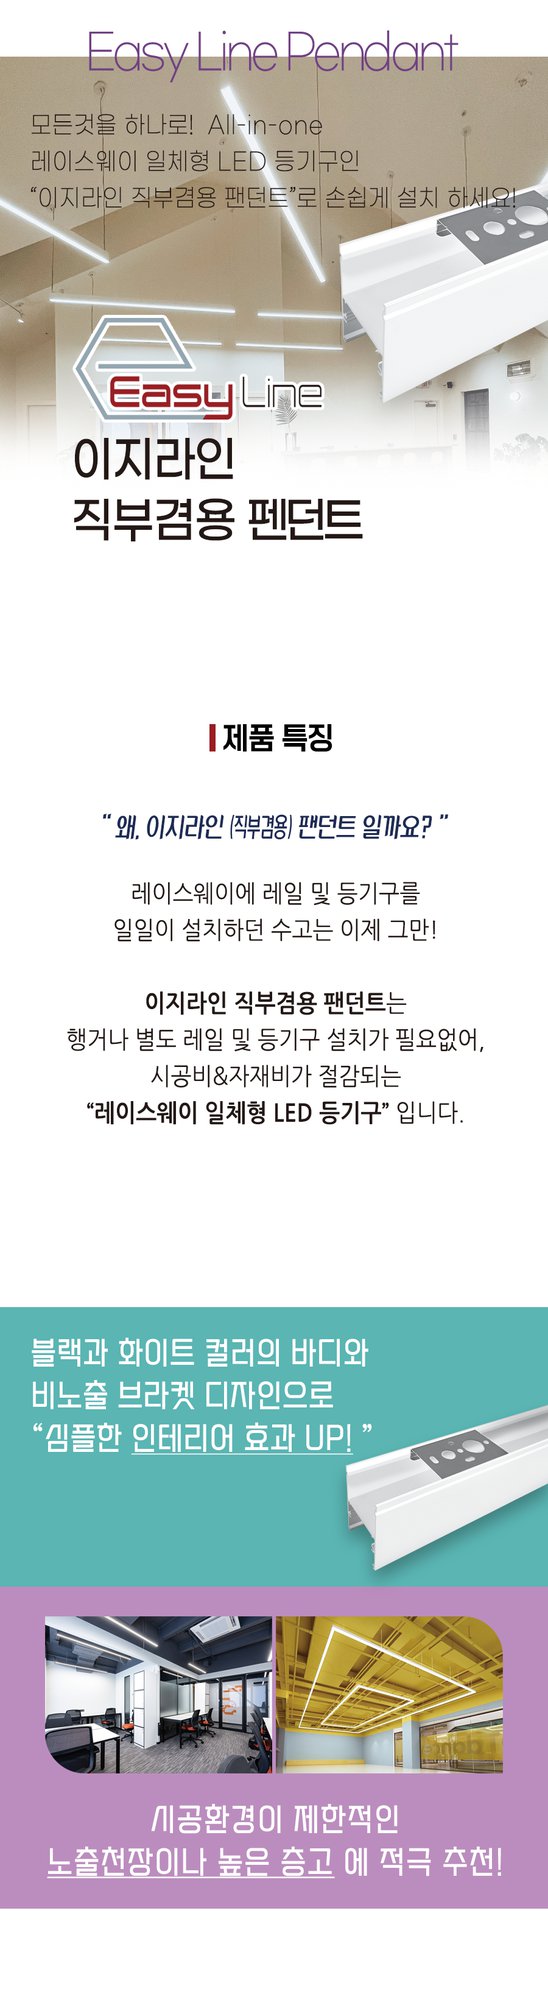 Easy Line Pendant
모든것을 하나로! All-in-one
레이스웨이 일체형 LED 등기구인
“이지라인 직부겸용 팬던트”로 손쉽게 설치 하세요!
Easy Line
이지라인
직부겸용 펜던트
제품 특징
“ 왜, 이지라인 (직부겸용) 팬던트 일까요? ”
레이스웨이에 레일 및 등기구를
일일이 설치하던 수고는 이제 그만!
이지라인 직부겸용 팬던트는
행거나 별도 레일 및 등기구 설치가 필요없어,
시공비&자재비가 절감되는
“레이스웨이 일체형 LED 등기구” 입니다.
블랙과 화이트 컬러의 바디와
비노출 브라켓 디자인으로
“심플한 인테리어 효과 UP! ”
시공환경이 제한적인
노출천장이나 높은 층고 에 적극 추천!